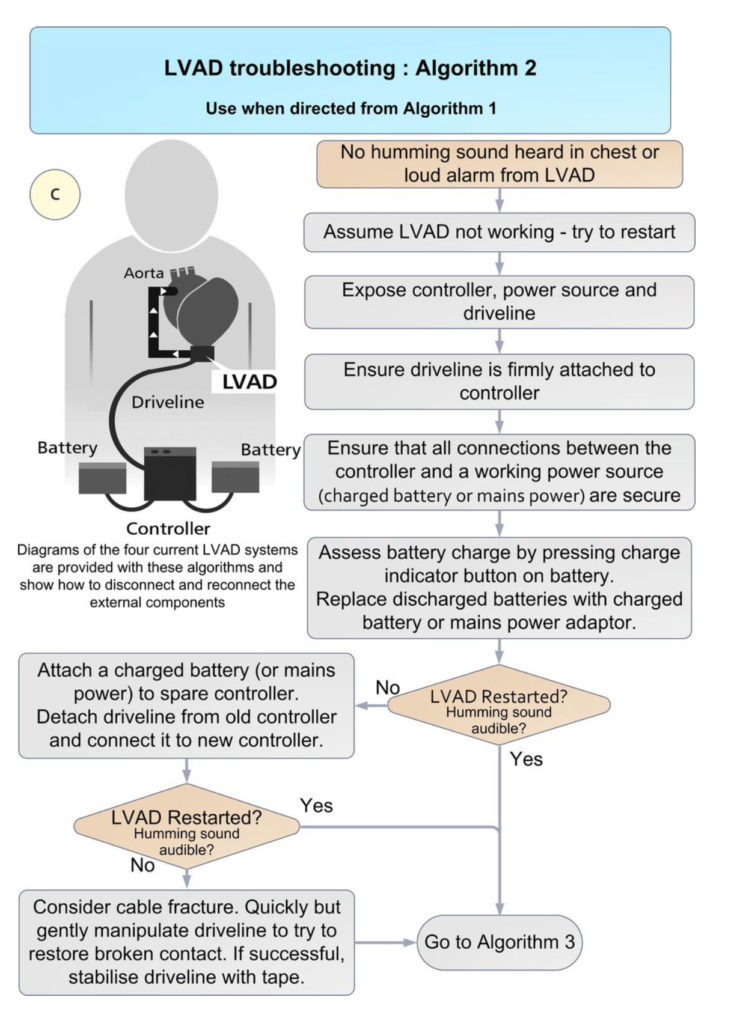 LVAD troubleshooting : Algorithm 2
Use when directed from Algorithm 1
C
Aorta
LVAD
Driveline
Battery
Battery
Controller
Diagrams of the four current LVAD systems
are provided with these algorithms and
show how to disconnect and reconnect the
external components
No humming sound heard in chest or
loud alarm from LVAD
Assume LVAD not working - try to restart
Expose controller, power source and
driveline
Ensure driveline is firmly attached to
controller
Ensure that all connections between the
controller and a working power source
(charged battery or mains power) are secure
Assess battery charge by pressing charge
indicator button on battery.
Replace discharged batteries with charged
battery or mains power adaptor.
LVAD Restarted?
Humming sound
audible?
No
Yes
Attach a charged battery (or mains
power) to spare controller.
Detach driveline from old controller
and connect it to new controller.
LVAD Restarted?
Humming sound
audible?
Yes
No
Consider cable fracture. Quickly but
gently manipulate driveline to try to
restore broken contact. If successful,
stabilise driveline with tape.
Go to Algorithm 3